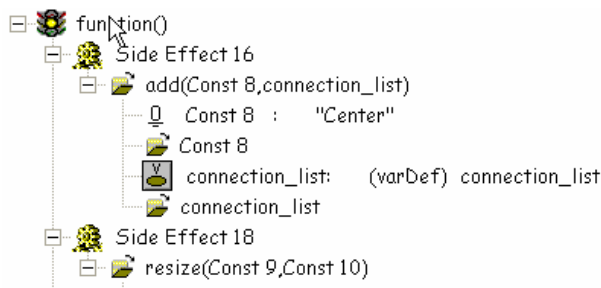 function()
Side Effect 16
add(Const 8,connection_list)
0 Const 8 : "Center"
Const 8
V connection_list: (varDef) connection_list
connection_list
Side Effect 18
resize(Const 9,Const 10)